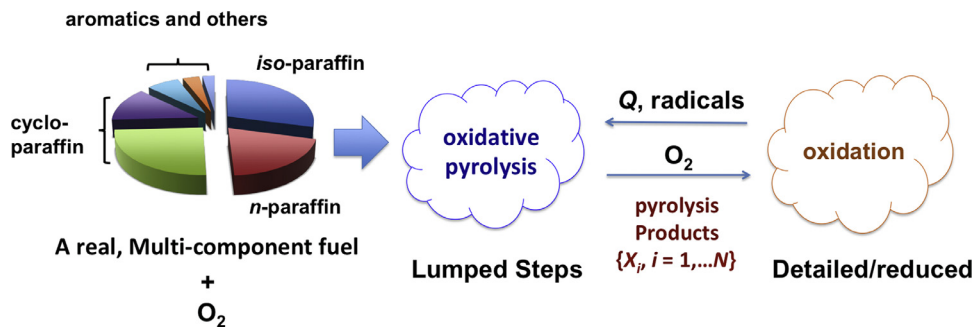 aromatics and others
iso-paraffin
cyclo-
paraffin
n-paraffin
A real, Multi-component fuel
+
O₂
oxidative
pyrolysis
Lumped Steps
Q, radicals
O₂
pyrolysis
Products
{Xᵢ, i = 1,...N}
oxidation
Detailed/reduced